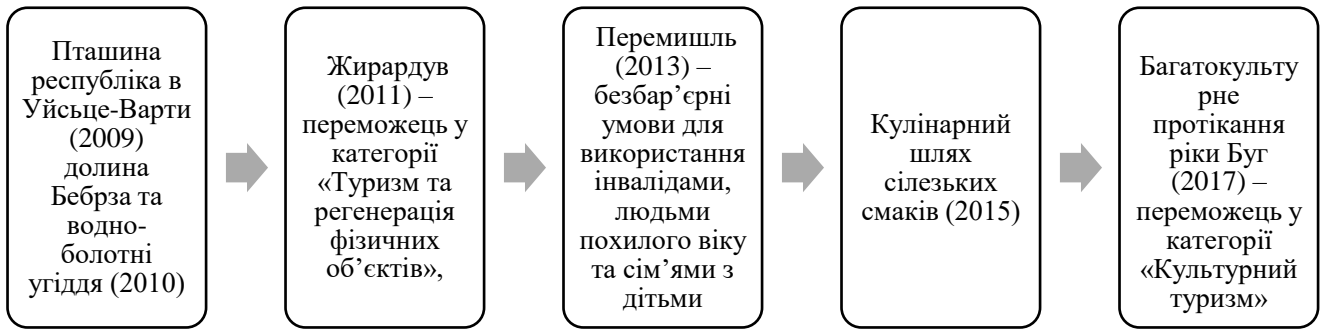 Пташина
республіка в
Уйсьце-Варти
(2009)
долина
Бебрза та
водно-
болотні
угіддя (2010)
Жирардув
(2011) –
переможець у
категорії
«Туризм та
регенерація
фізичних
об’єктів»,
Перемишль
(2013) –
безбар’єрні
умови для
використання
інвалідами,
людьми
похилого віку
та сім’ями з
дітьми
Кулінарний
шлях
сілезьких
смаків (2015)
Багатокульту
рне
протікання
ріки Буг
(2017) –
переможець у
категорії
«Культурний
туризм»